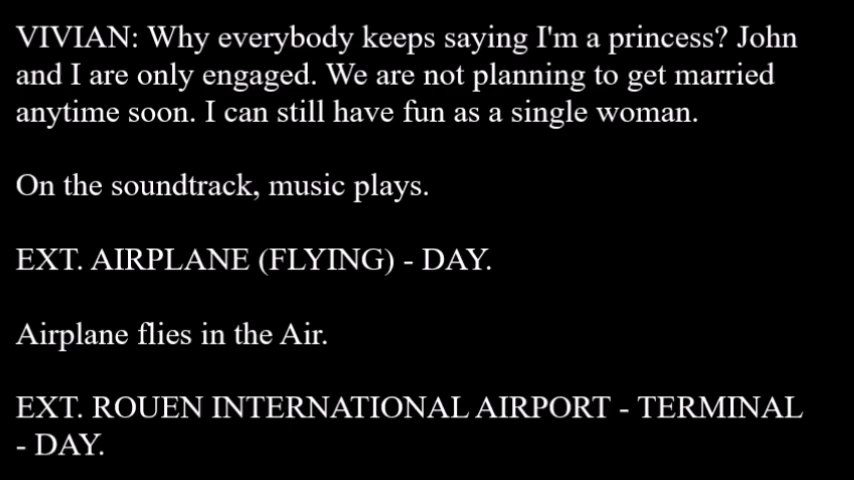 VIVIAN: Why everybody keeps saying I'm a princess? John
and I are only engaged. We are not planning to get married
anytime soon. I can still have fun as a single woman.
On the soundtrack, music plays.
EXT. AIRPLANE (FLYING) - DAY.
Airplane flies in the Air.
EXT. ROUEN INTERNATIONAL AIRPORT - TERMINAL
- DAY.